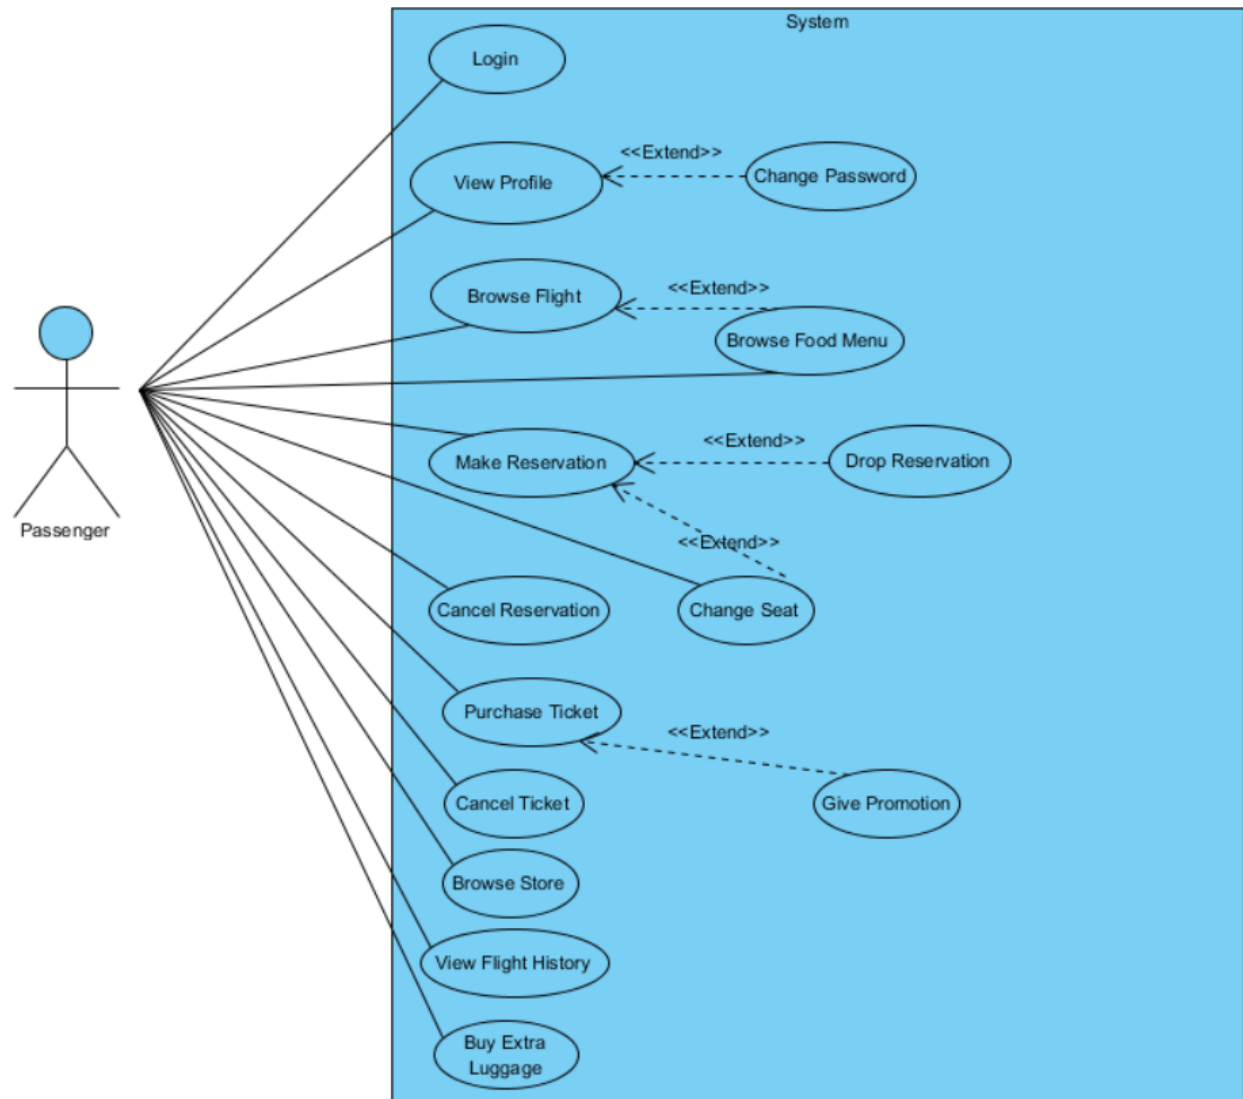 System
Login
<<Extend>>
View Profile
Change Password
<<Extend>>
Browse Flight
Browse Food Menu
<<Extend>>
Make Reservation
Drop Reservation
Passenger
<<Extend>>
Cancel Reservation
Change Seat
Purchase Ticket
<<Extend>>
Cancel Ticket
Give Promotion
Browse Store
View Flight History
Buy Extra
Luggage